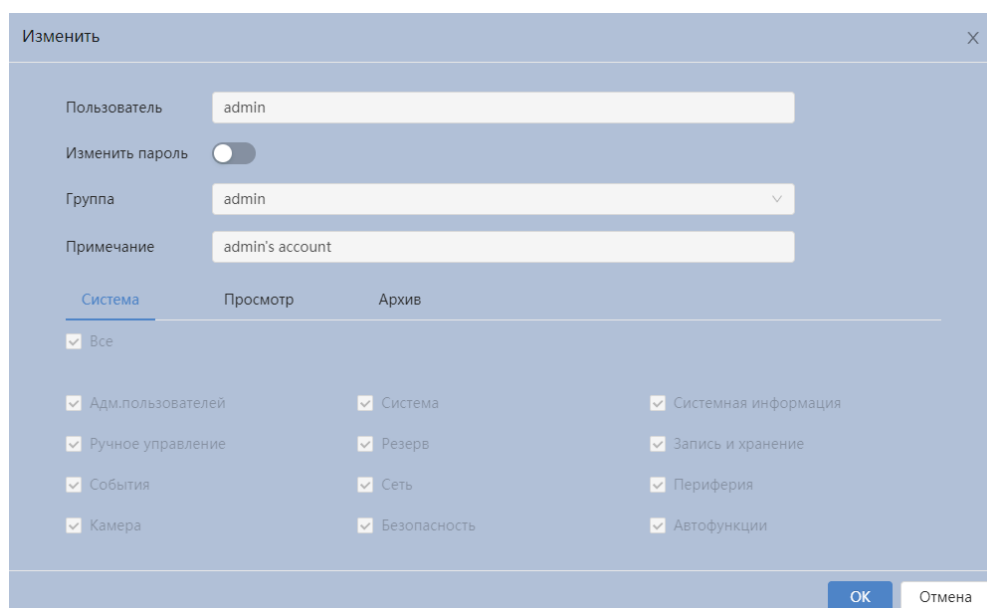 Изменить
Пользователь admin
Изменить пароль
Группа admin
Примечание admin's account
Система Просмотр Архив
Все
Адм.пользователей Система Системная информация
Ручное управление Резерв Запись и хранение
События Сеть Периферия
Камера Безопасность Автофункции
OK Отмена